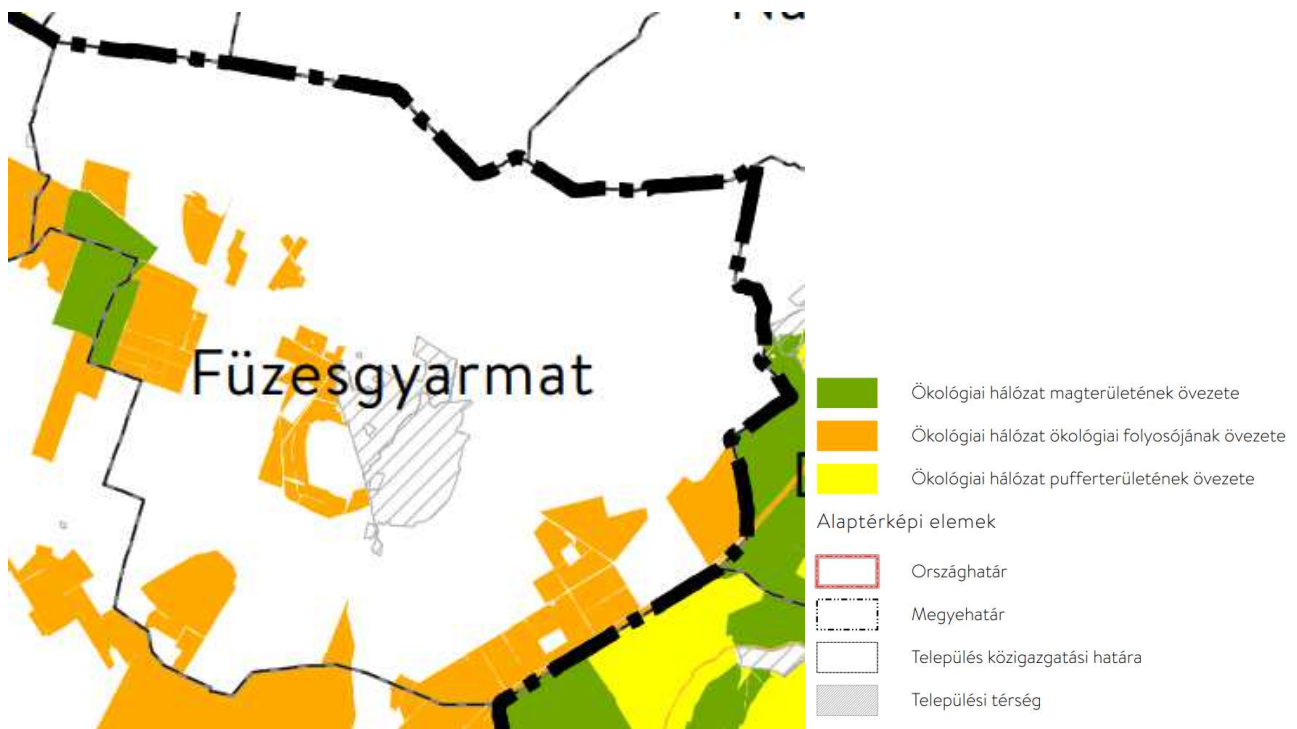 Füzesgyarmat
Ökológiai hálózat magterületének övezete
Ökológiai hálózat ökológiai folyosójának övezete
Ökológiai hálózat pufferterületének övezete
Alaptérképi elemek
Országhatár
Megyehatár
Település közigazgatási határa
Települési térség